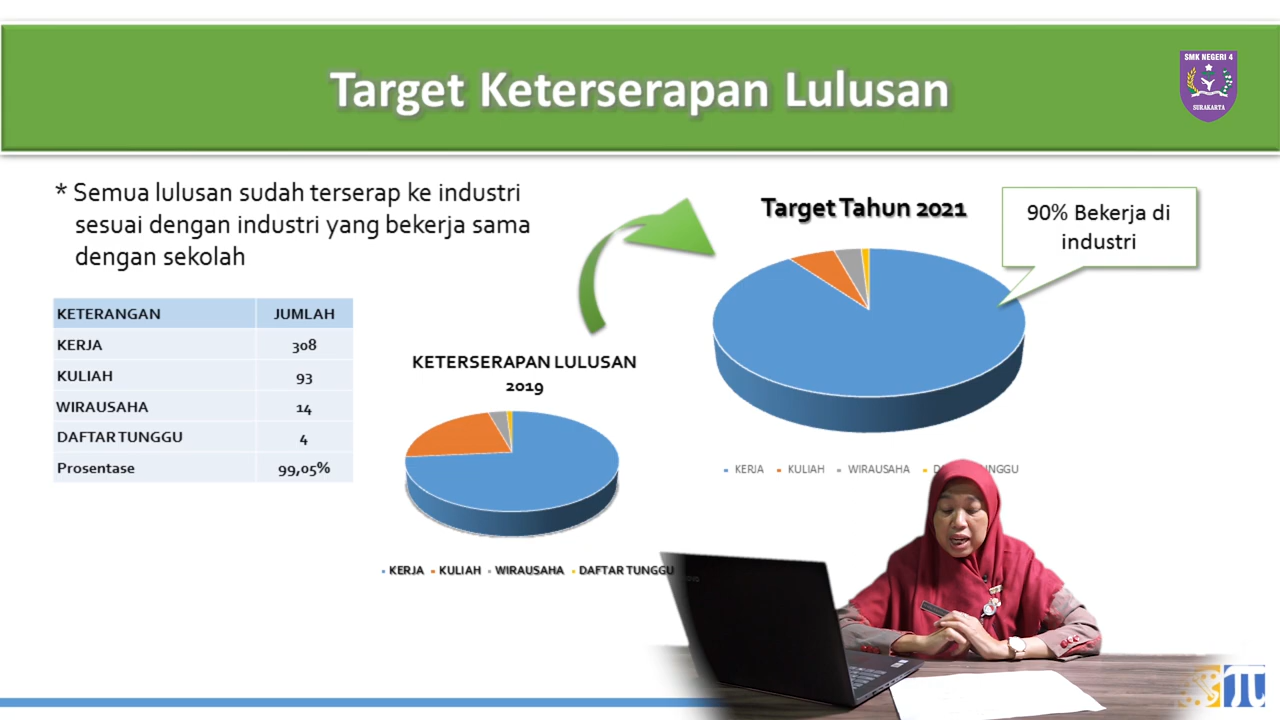 Target Keterserapan Lulusan
SMK NEGERI 4
SURAKARTA
* Semua lulusan sudah terserap ke industri
sesuai dengan industri yang bekerja sama
dengan sekolah
KETERANGAN JUMLAH
KERJA 308
KULIAH 93
WIRAUSAHA 14
DAFTAR TUNGGU 4
Prosentase 99,05%
KETERSERAPAN LULUSAN
2019
KERJA KULIAH WIRAUSAHA DAFTAR TUNGGU
Target Tahun 2021
90% Bekerja di
industri
KERJA KULIAH WIRAUSAHA